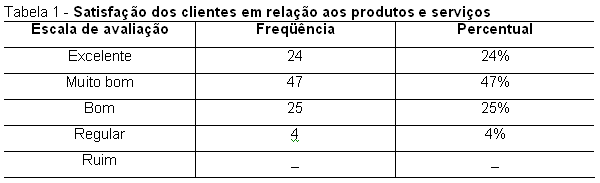 Tabela 1 - Satisfação dos clientes em relação aos produtos e serviços
Escala de avaliação Freqüência Percentual
Excelente 24 24%
Muito bom 47 47%
Bom 25 25%
Regular 4 4%
Ruim _ _